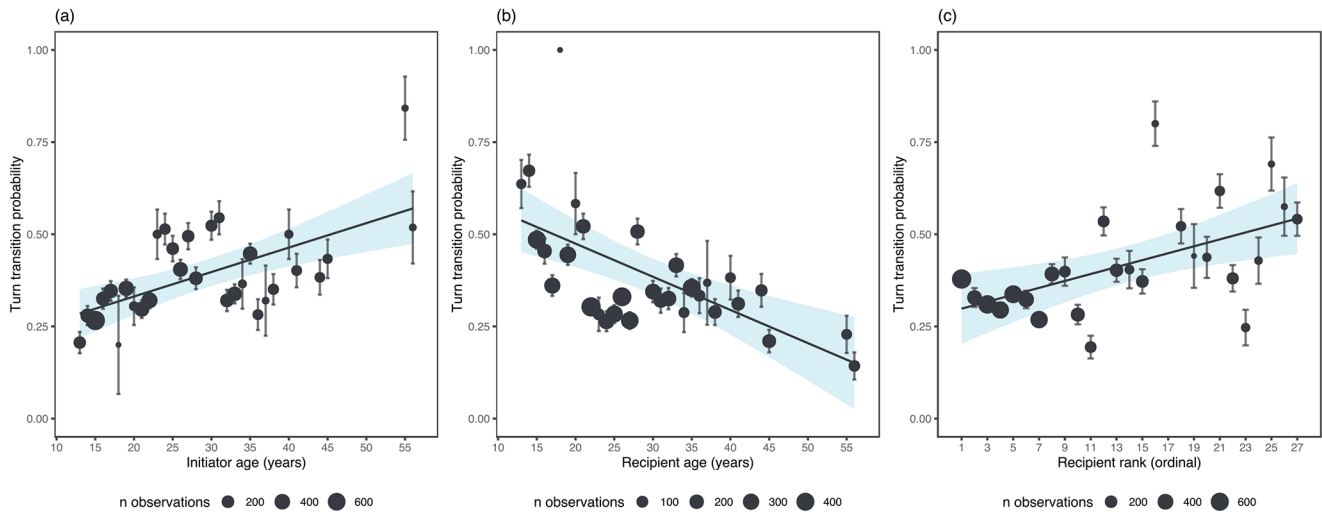 (a)
Turn transition probability
1.00
0.75
0.50
0.25
0.00
10 15 20 25 30 35 40 45 50 55
Initiator age (years)
n observations 200 400 600
(b)
Turn transition probability
1.00
0.75
0.50
0.25
0.00
10 15 20 25 30 35 40 45 50 55
Recipient age (years)
n observations 100 200 300 400
(c)
Turn transition probability
1.00
0.75
0.50
0.25
0.00
1 3 5 7 9 11 13 15 17 19 21 23 25 27
Recipient rank (ordinal)
n observations 200 400 600